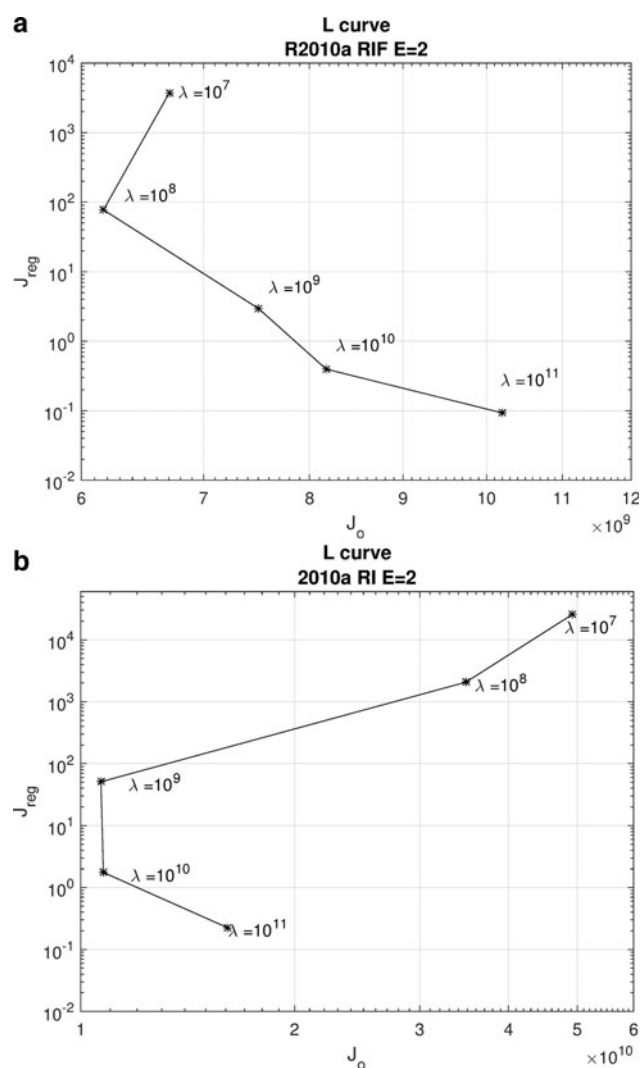 a
L curve
R2010a RIF E=2
10^4
λ =10^7
10^3
λ =10^8
10^2
J_reg
10^1
λ =10^9
10^0
λ =10^10
λ =10^11
10^-1
10^-2
6 7 8 9 10 11 12
J_o
×10^9
b
L curve
2010a RI E=2
10^4
λ =10^7
λ =10^8
10^3
10^2
λ =10^9
J_reg
10^1
λ =10^10
10^0
λ =10^11
10^-1
10^-2
1 2 3 4 5 6
J_o
×10^10